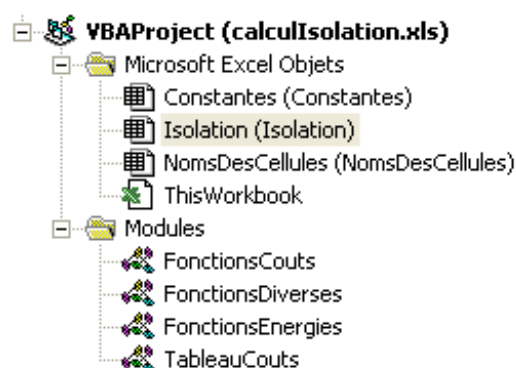 VBAProject (calculIsolation.xls)
Microsoft Excel Objets
Constantes (Constantes)
Isolation (Isolation)
NomsDesCellules (NomsDesCellules)
ThisWorkbook
Modules
FonctionsCouts
FonctionsDiverses
FonctionsEnergies
TableauCouts